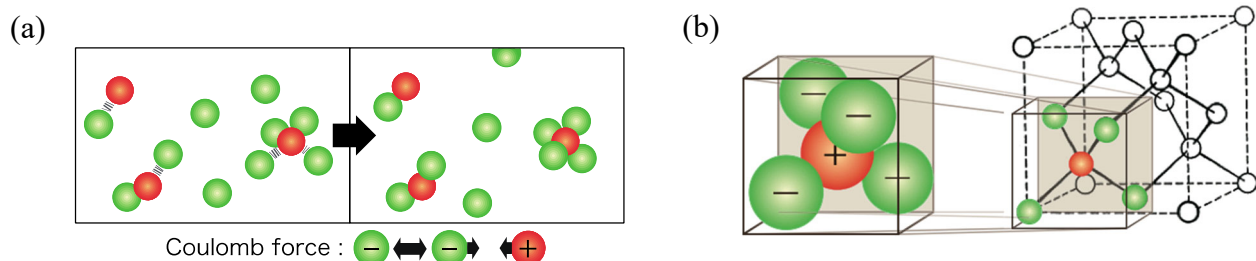 (a)
(b)
− − − − +
Coulomb force : − − +